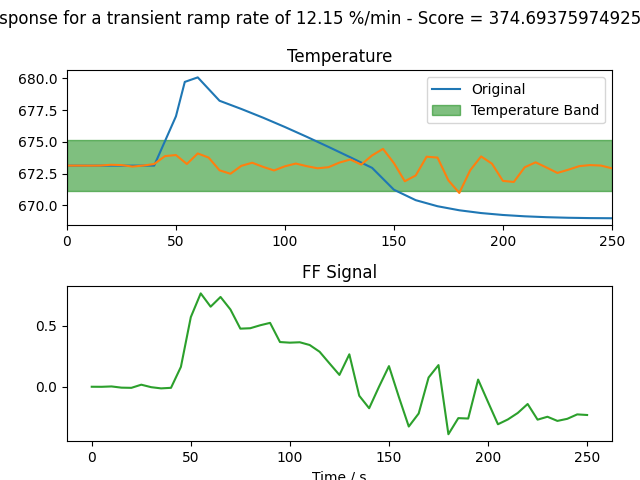 sponse for a transient ramp rate of 12.15 %/min - Score = 374.69375974925
Temperature
680.0
677.5
675.0
672.5
670.0
Original
Temperature Band
0 50 100 150 200 250
FF Signal
0.5
0.0
0 50 100 150 200 250
Time / s